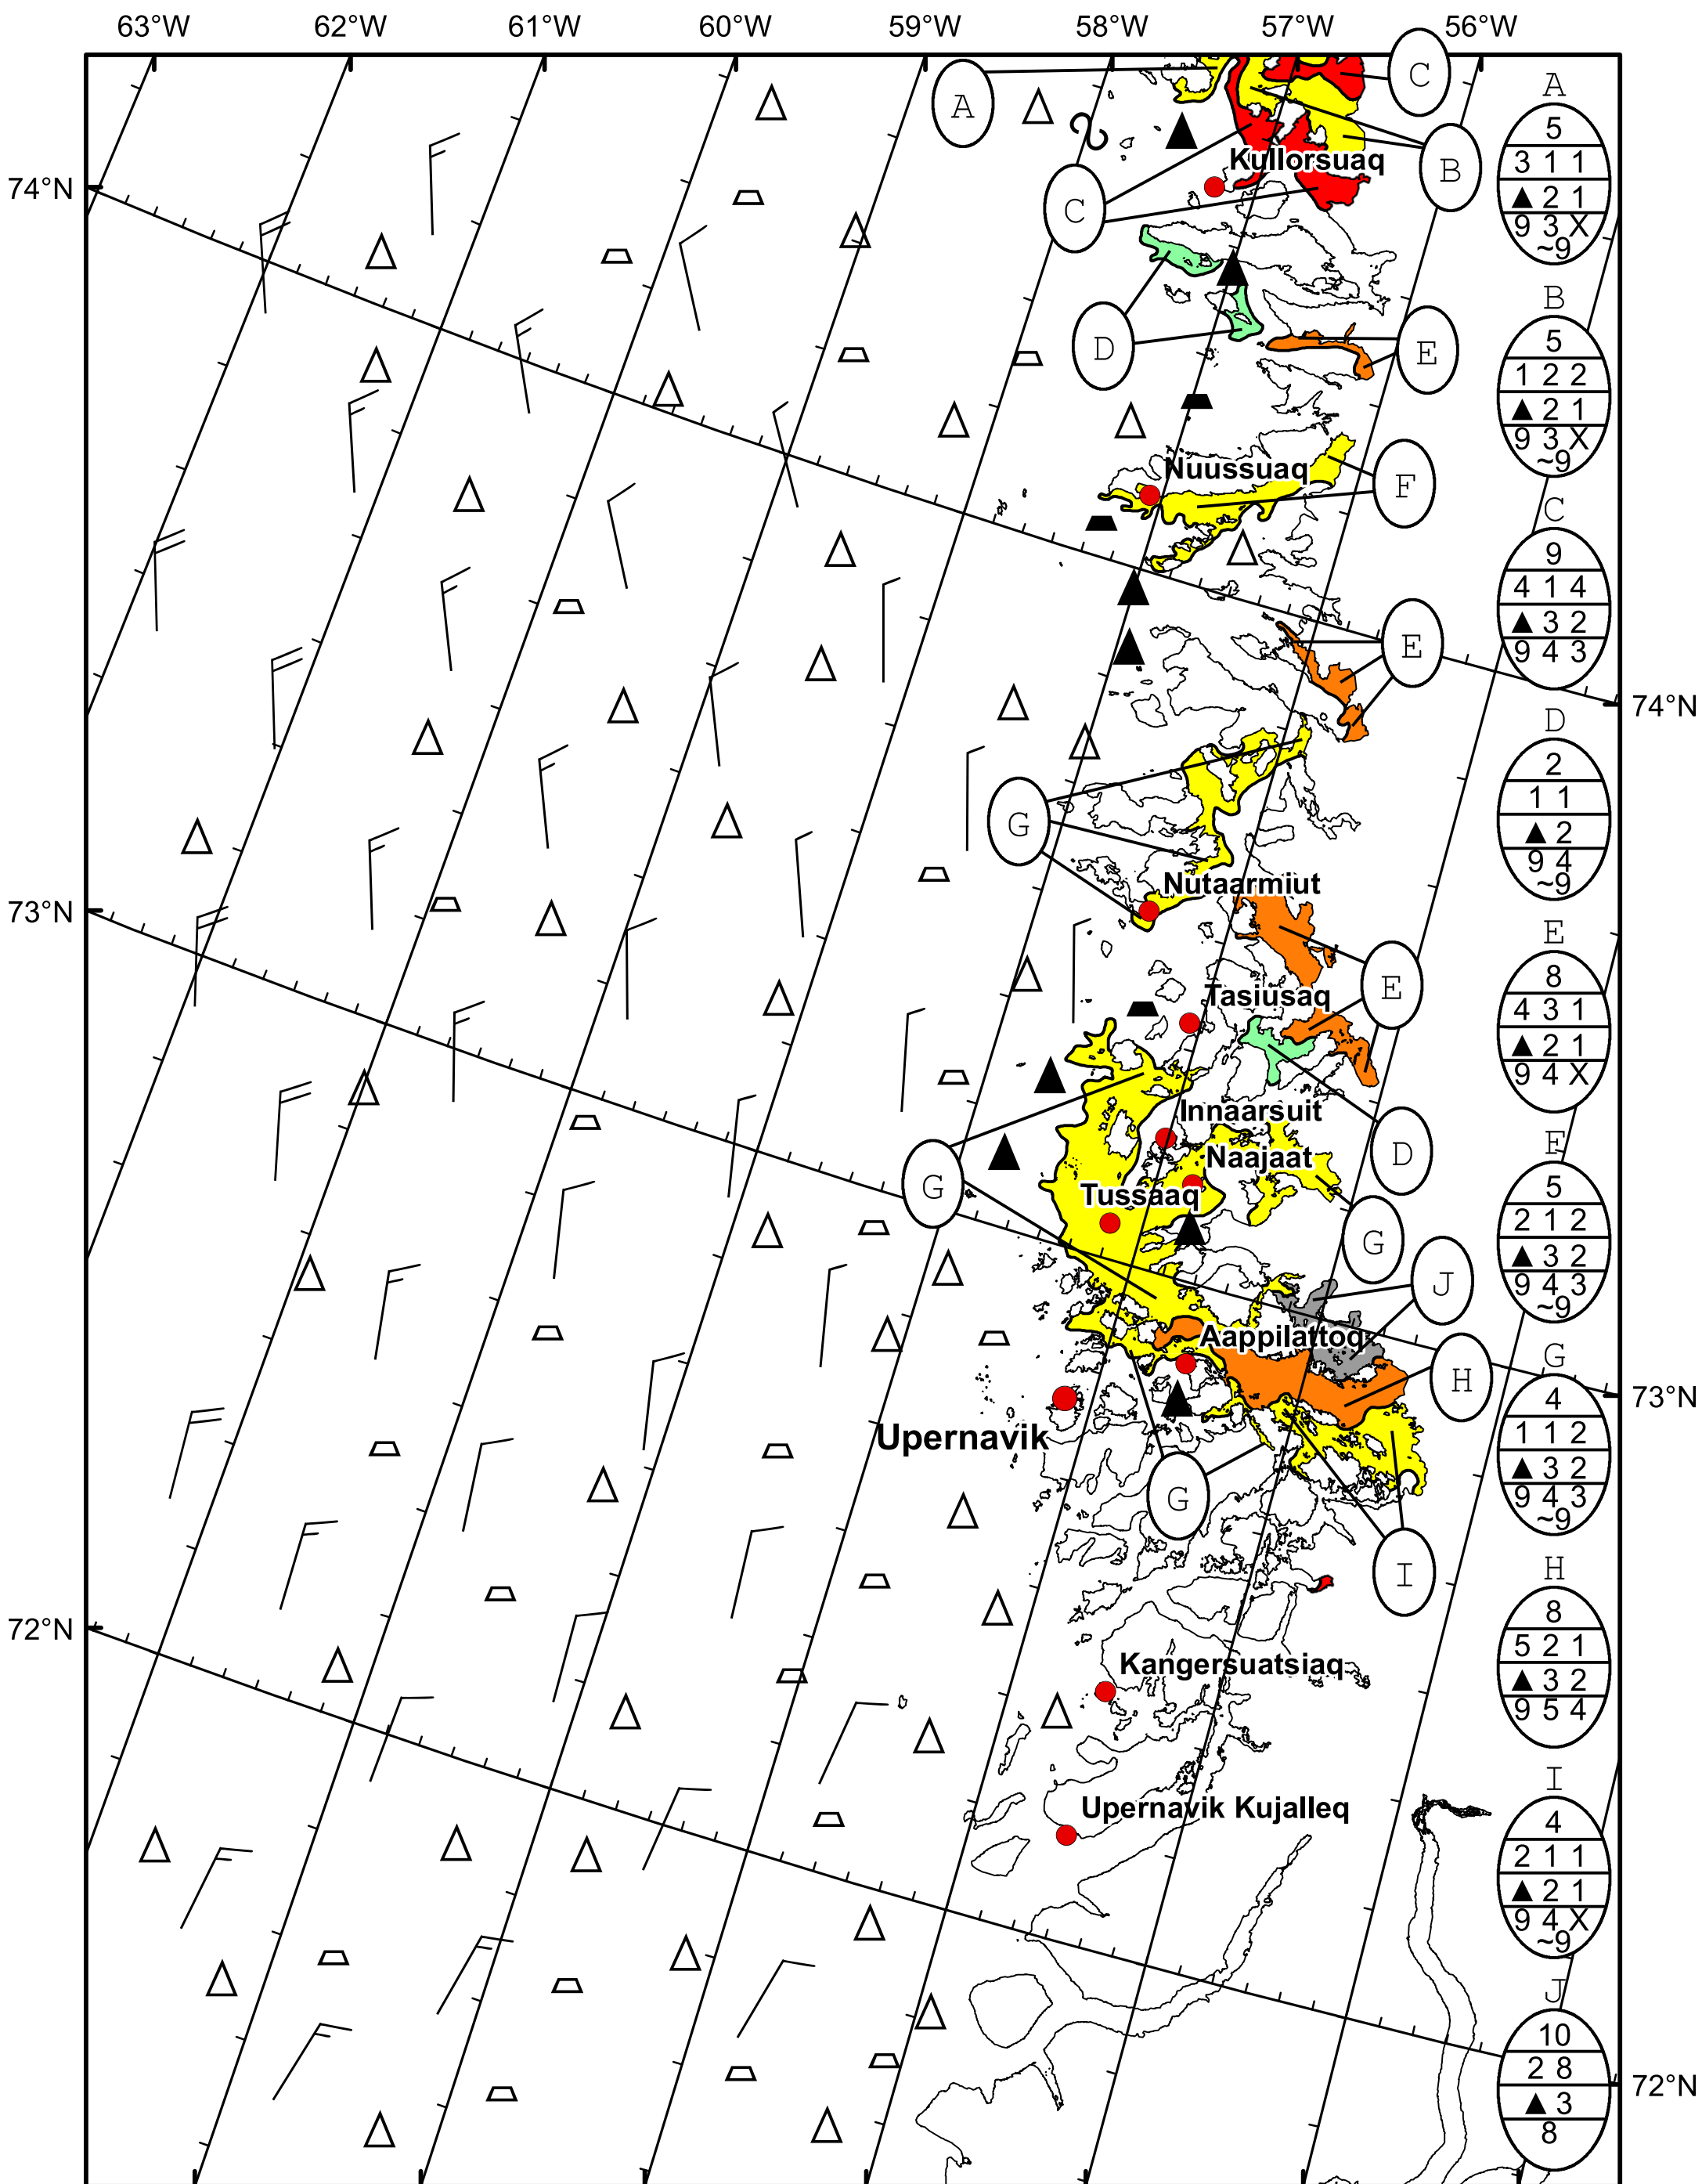 63°W 62°W 61°W 60°W 59°W 58°W 57°W 56°W
74°N
73°N
72°N
74°N
73°N
72°N
A
C
B
C
Kullorsuaq
D
E
Nuussuaq
F
E
G
Nutaarmiut
E
Tasiusaq
D
Innaarsuit
Naajaat
G
Tussaaq
G
J
Aappilattoq
H
Upernavik
G
I
Kangersuatsiaq
Upernavik Kujalleq
A
5
3 1 1
▲ 2 1
9 3 X
~9
B
5
1 2 2
▲ 2 1
9 3 X
~9
C
9
4 1 4
▲ 3 2
9 4 3
D
2
1 1
▲ 2
9 4
~9
E
8
4 3 1
▲ 2 1
9 4 X
F
5
2 1 2
▲ 3 2
9 4 3
~9
G
4
1 1 2
▲ 3 2
9 4 3
~9
H
8
5 2 1
▲ 3 2
9 5 4
I
4
2 1 1
▲ 2 1
9 4 X
~9
J
10
2 8
▲ 3
8